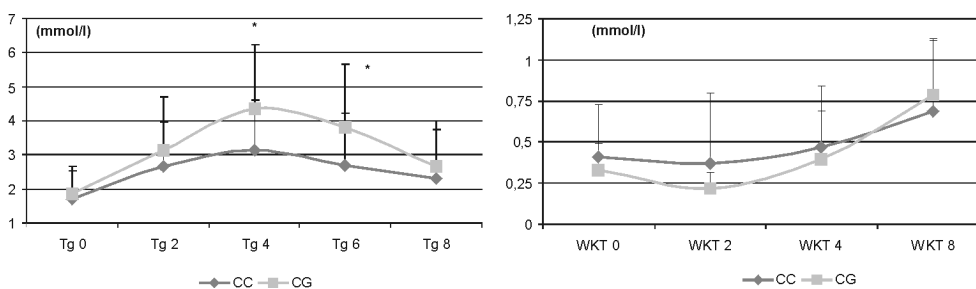 7
(mmol/l)
*
6
*
5
4
3
2
1
Tg 0 Tg 2 Tg 4 Tg 6 Tg 8
CC CG
1,25
(mmol/l)
1
0,75
0,5
0,25
0
WKT 0 WKT 2 WKT 4 WKT 8
CC CG